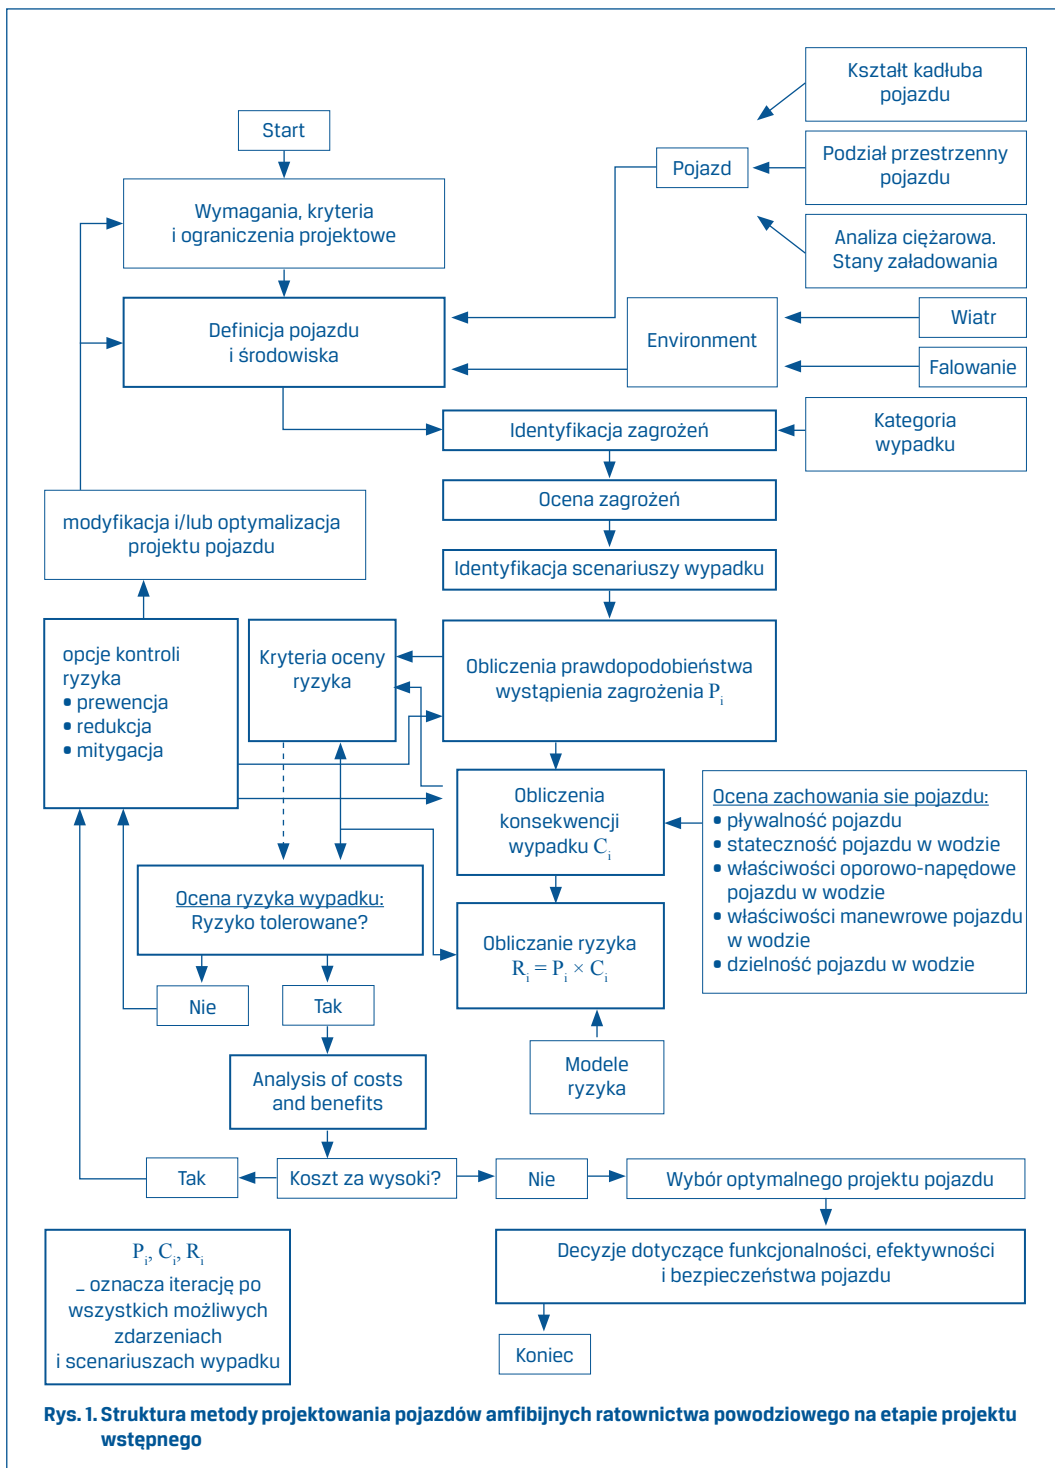 Kształt kadłuba
pojazdu
Start
Podział przestrzenny
pojazdu
Pojazd
Wymagania, kryteria
i ograniczenia projektowe
Analiza ciężarowa.
Stany załadowania
Definicja pojazdu
i środowiska
Environment
Wiatr
Falowanie
Identyfikacja zagrożeń
Kategoria
wypadku
Ocena zagrożeń
modyfikacja i/lub optymalizacja
projektu pojazdu
Identyfikacja scenariuszy wypadku
opcje kontroli
ryzyka
• prewencja
• redukcja
• mitygacja
Kryteria oceny
ryzyka
Obliczenia prawdopodobieństwa
wystąpienia zagrożenia Pi
Obliczenia
konsekwencji
wypadku Ci
Ocena zachowania sie pojazdu:
• pływalność pojazdu
• stateczność pojazdu w wodzie
• właściwości oporowo-napędowe
pojazdu w wodzie
• właściwości manewrowe pojazdu
w wodzie
• dzielność pojazdu w wodzie
Ocena ryzyka wypadku:
Ryzyko tolerowane?
Obliczanie ryzyka
Ri = Pi × Ci
Nie
Tak
Modele
ryzyka
Analysis of costs
and benefits
Tak
Koszt za wysoki?
Nie
Wybór optymalnego projektu pojazdu
Pi, Ci, Ri
– oznacza iterację po
wszystkich możliwych
zdarzeniach
i scenariuszach wypadku
Decyzje dotyczące funkcjonalności, efektywności
i bezpieczeństwa pojazdu
Koniec
Rys. 1. Struktura metody projektowania pojazdów amfibijnych ratownictwa powodziowego na etapie projektu
wstępnego